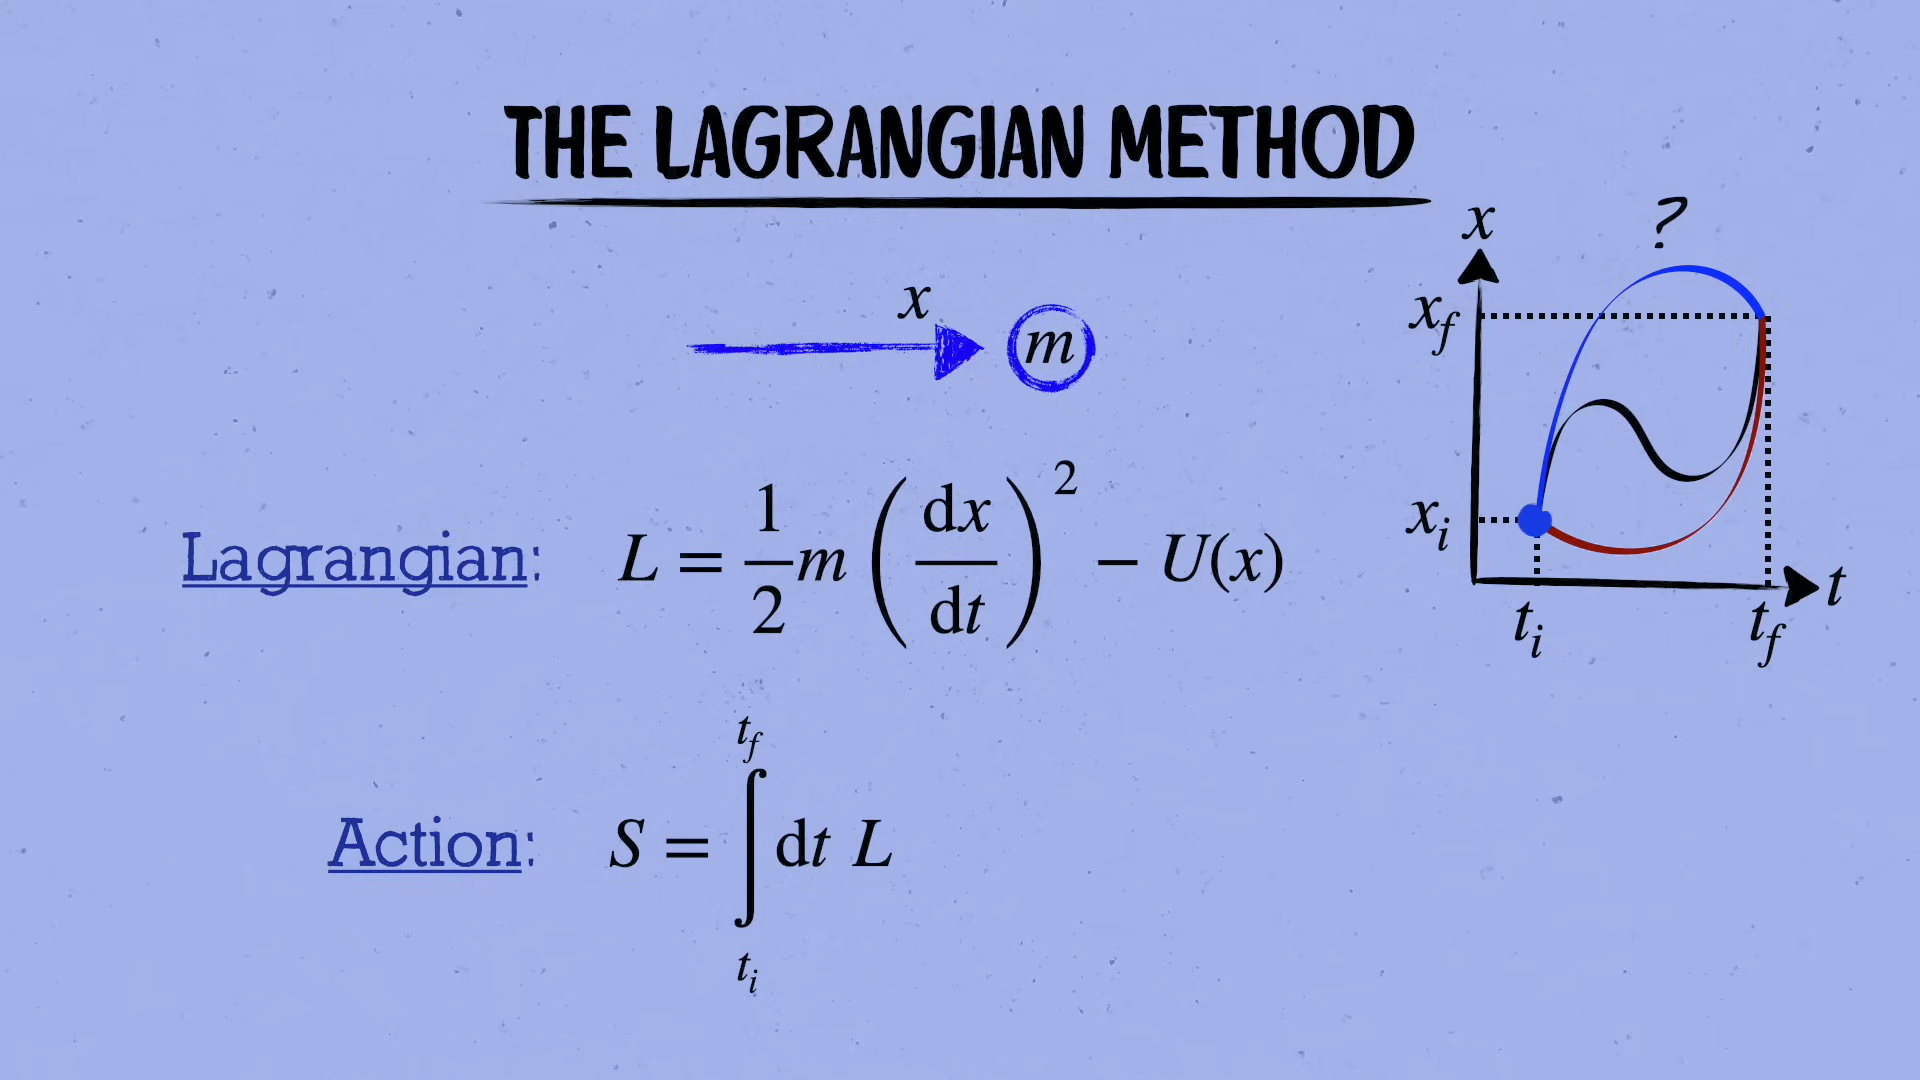 THE LAGRANGIAN METHOD
x
m
Lagrangian: L = 1/2 m (dx/dt)² − U(x)
Action: S = ∫_{t_i}^{t_f} dt L
x
?
x_f
x_i
t
t_i
t_f